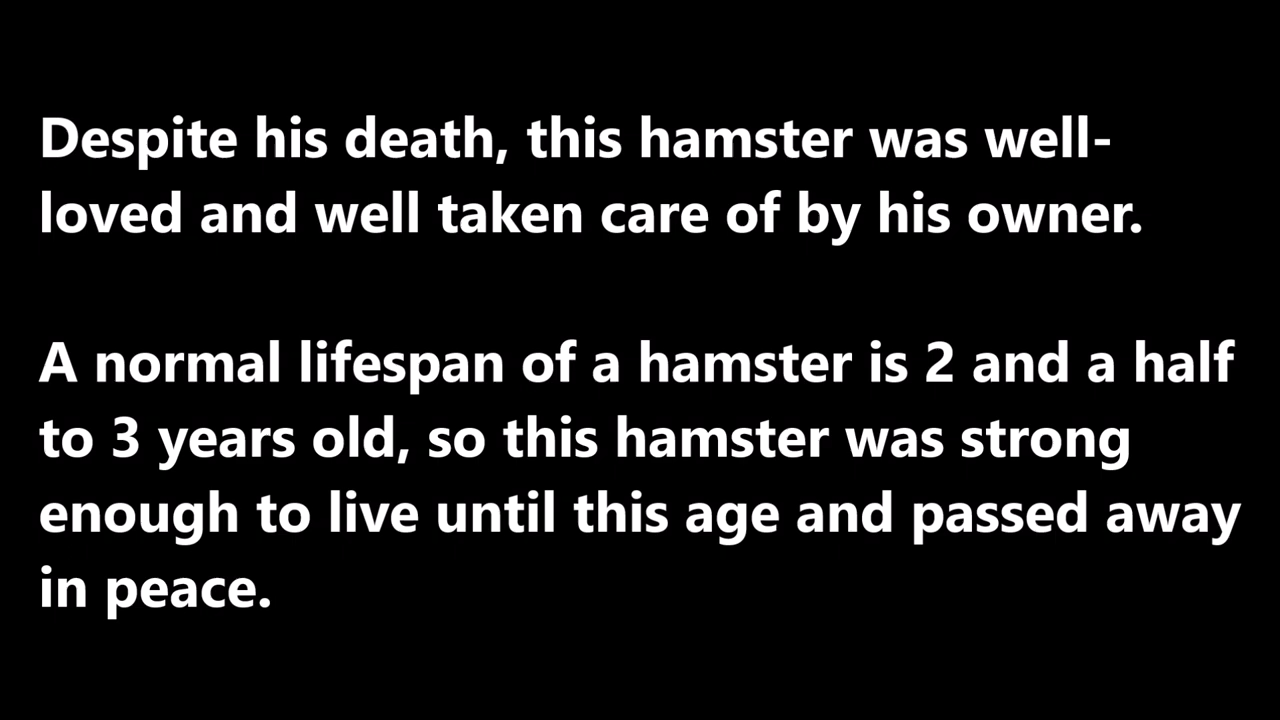 Despite his death, this hamster was well-
loved and well taken care of by his owner.
A normal lifespan of a hamster is 2 and a half
to 3 years old, so this hamster was strong
enough to live until this age and passed away
in peace.